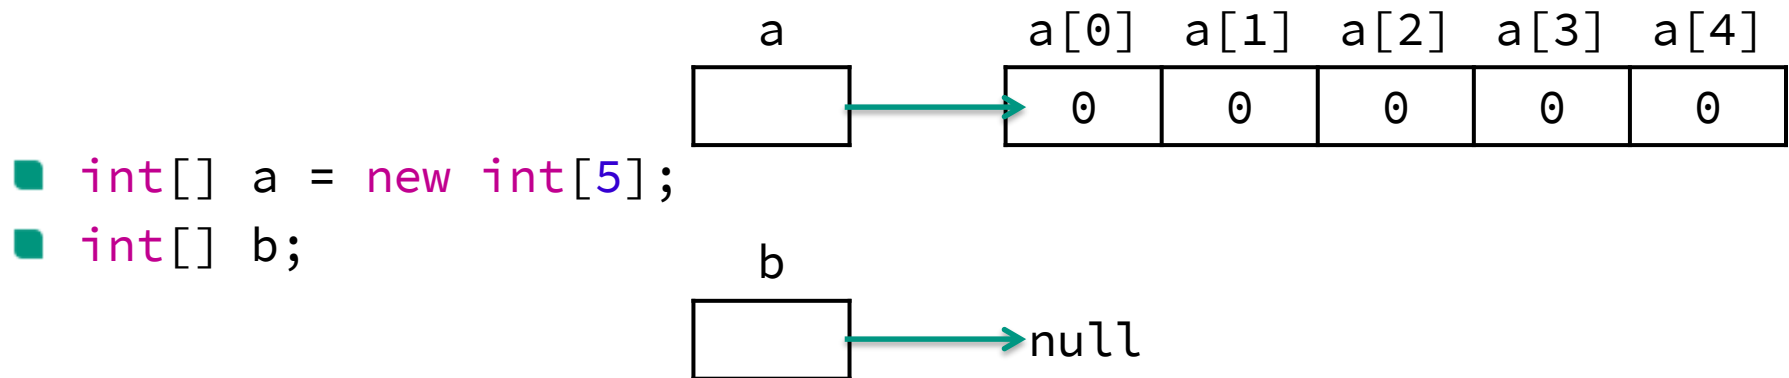 a a[0] a[1] a[2] a[3] a[4]
0 0 0 0 0
int[] a = new int[5];
int[] b;
b
null